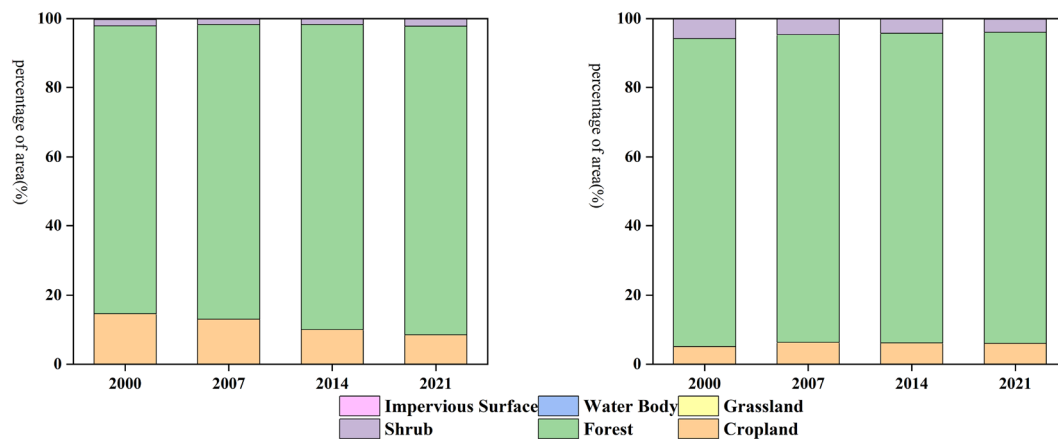 percentage of area(%)
100
80
60
40
20
0
2000 2007 2014 2021
percentage of area(%)
100
80
60
40
20
0
2000 2007 2014 2021
Impervious Surface Water Body Grassland
Shrub Forest Cropland